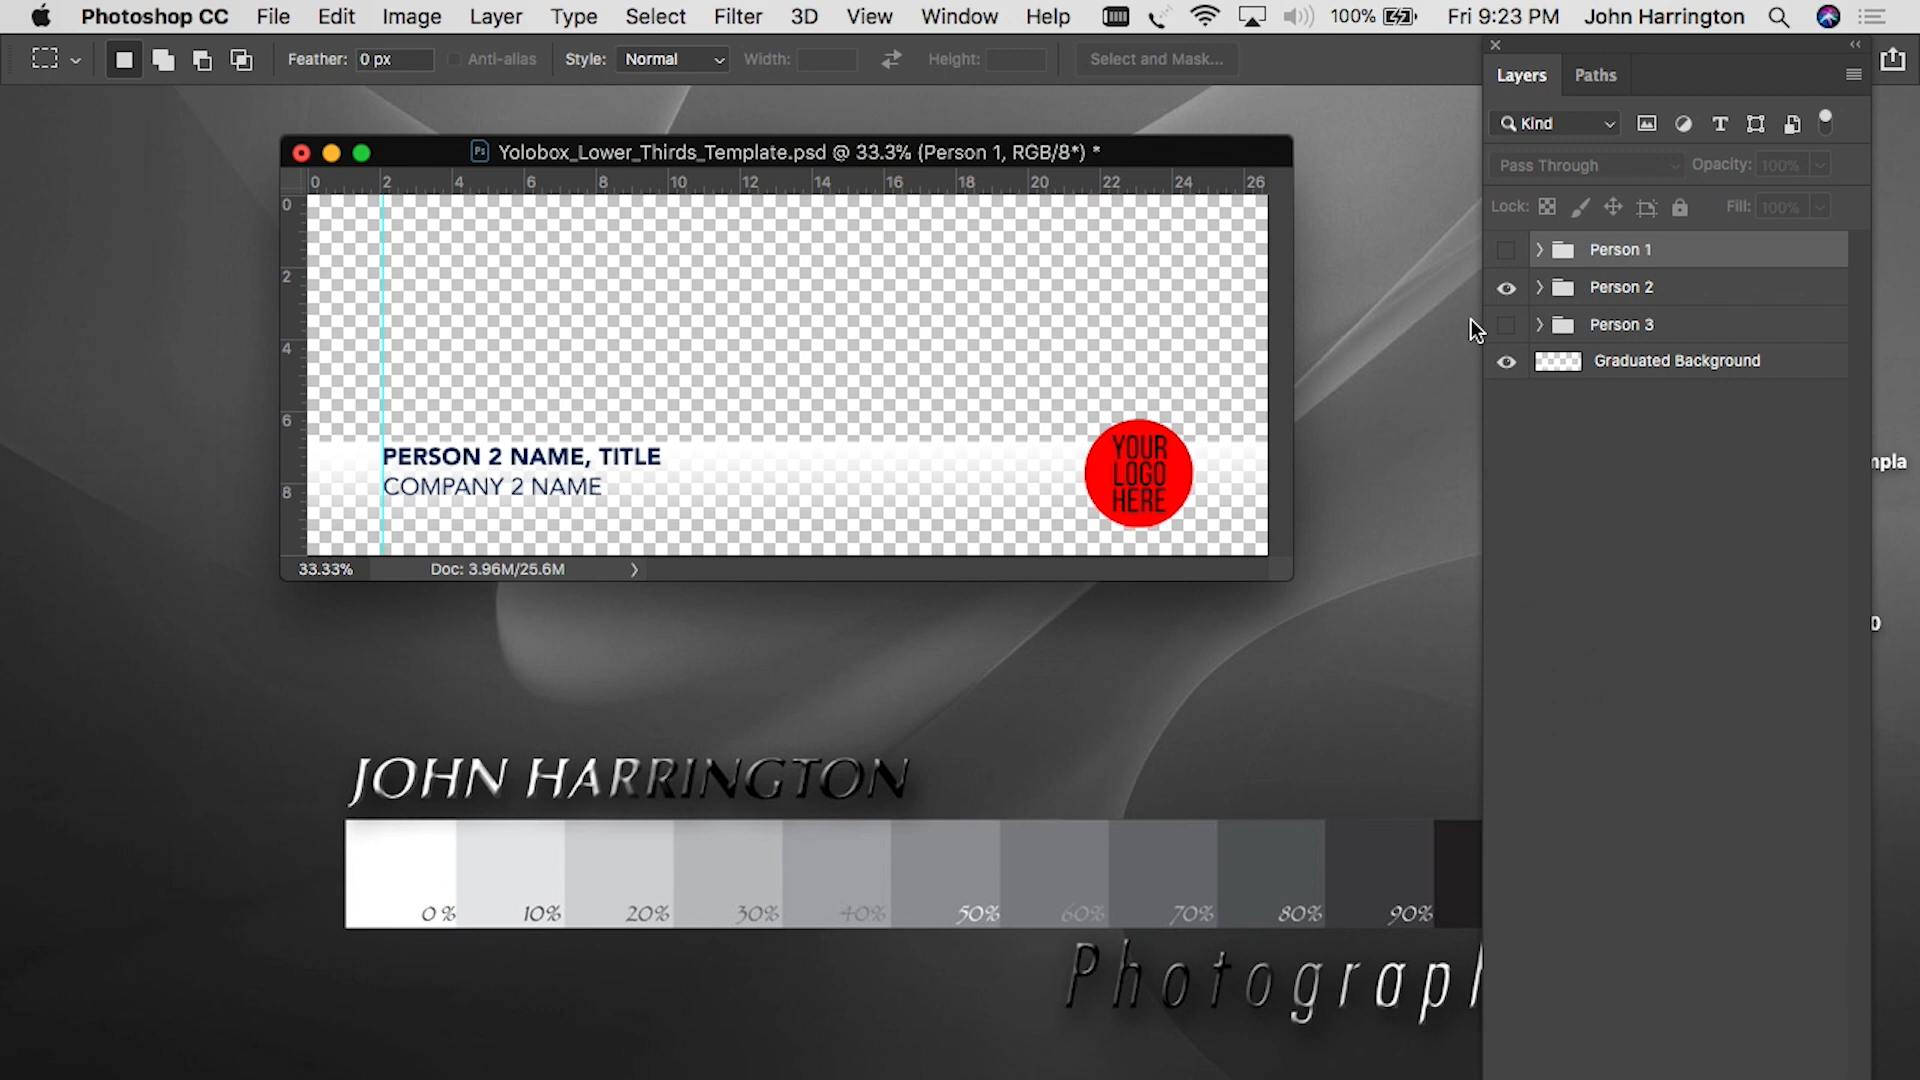 Photoshop CC File Edit Image Layer Type Select Filter 3D View Window Help 100% Fri 9:23 PM John Harrington
Feather: 0 px Anti-alias Style: Normal Width: Height: Select and Mask...
Layers Paths
Kind
Pass Through Opacity: 100%
Lock: Fill: 100%
Person 1
Person 2
Person 3
Graduated Background
Yolobox_Lower_Thirds_Template.psd @ 33.3% (Person 1, RGB/8*) *
0 2 4 6 8 10 12 14 16 18 20 22 24 26
0
2
4
6
8
PERSON 2 NAME, TITLE
COMPANY 2 NAME
YOUR
LOGO
HERE
33.33% Doc: 3.96M/25.6M
JOHN HARRINGTON
0% 10% 20% 30% 40% 50% 60% 70% 80% 90%